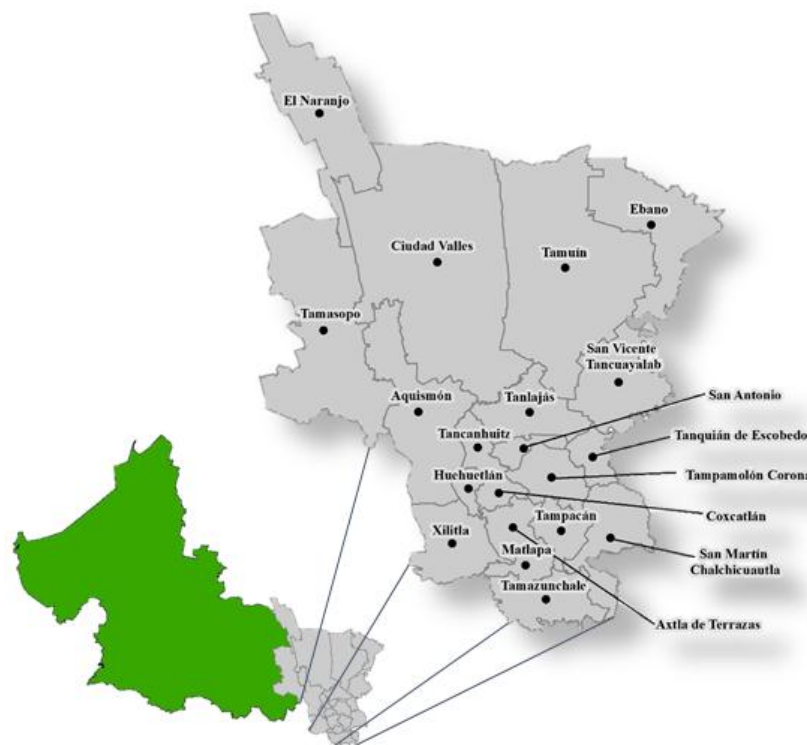 El Naranjo
Ebano
Ciudad Valles
Tamuín
Tamasopo
San Vicente
Tancuayalab
Aquismón
Tanlajás
San Antonio
Tancanhuitz
Tanquián de Escobedo
Huehuetlán
Tampamolón Corona
Coxcatlán
Xilitla
Tampacán
San Martín
Chalchicuautla
Matlapa
Tamazunchale
Axtla de Terrazas